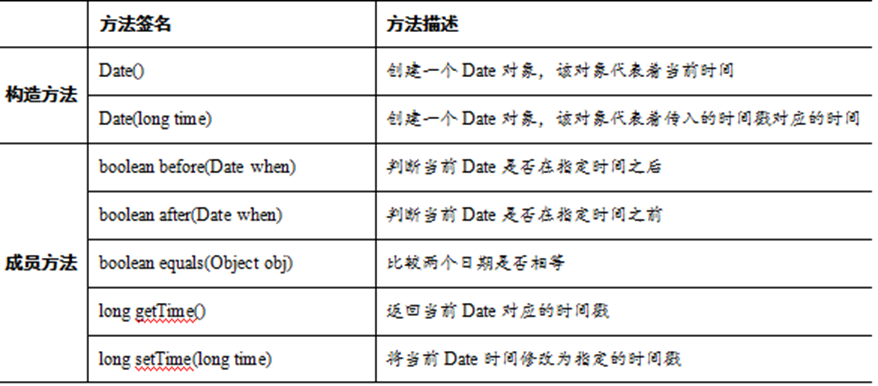 方法签名 方法描述
构造方法
Date() 创建一个 Date 对象，该对象代表着当前时间
Date(long time) 创建一个 Date 对象，该对象代表着传入的时间戳对应的时间
成员方法
boolean before(Date when) 判断当前 Date 是否在指定时间之后
boolean after(Date when) 判断当前 Date 是否在指定时间之前
boolean equals(Object obj) 比较两个日期是否相等
long getTime() 返回当前 Date 对应的时间戳
long setTime(long time) 将当前 Date 时间修改为指定的时间戳